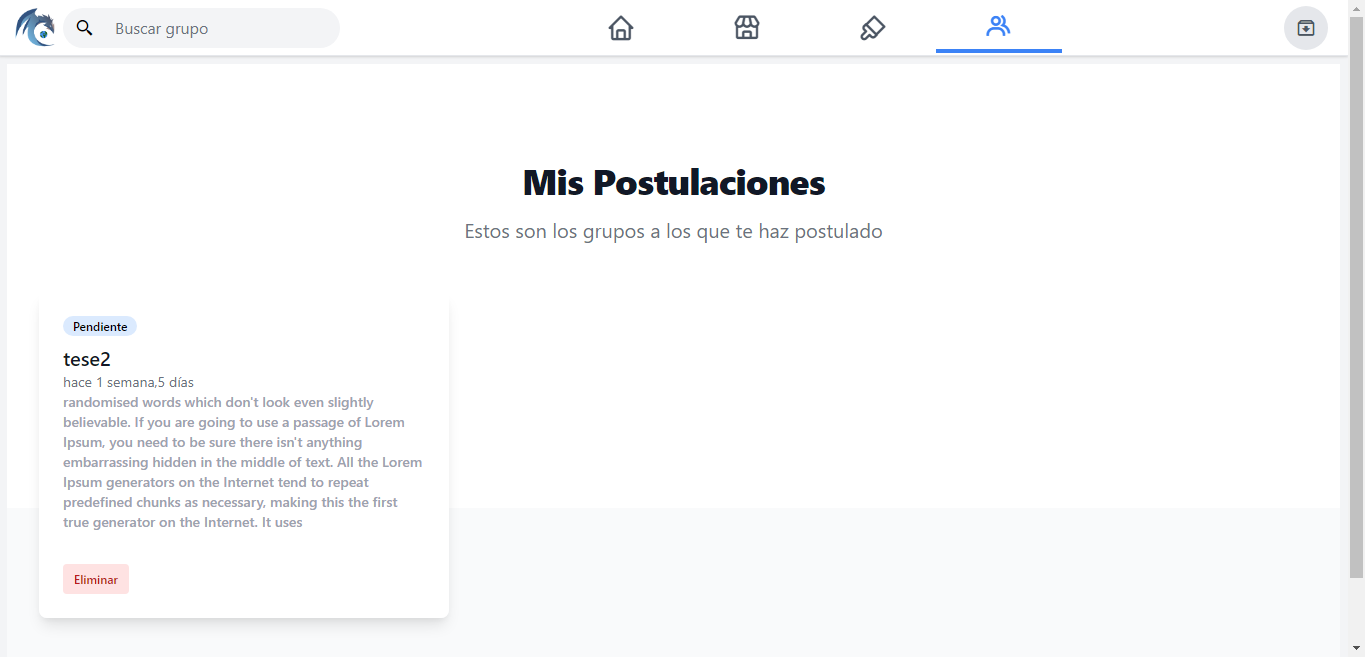 Buscar grupo
Mis Postulaciones
Estos son los grupos a los que te haz postulado
Pendiente
tese2
hace 1 semana,5 días
randomised words which don't look even slightly
believable. If you are going to use a passage of Lorem
Ipsum, you need to be sure there isn't anything
embarrassing hidden in the middle of text. All the Lorem
Ipsum generators on the Internet tend to repeat
predefined chunks as necessary, making this the first
true generator on the Internet. It uses
Eliminar